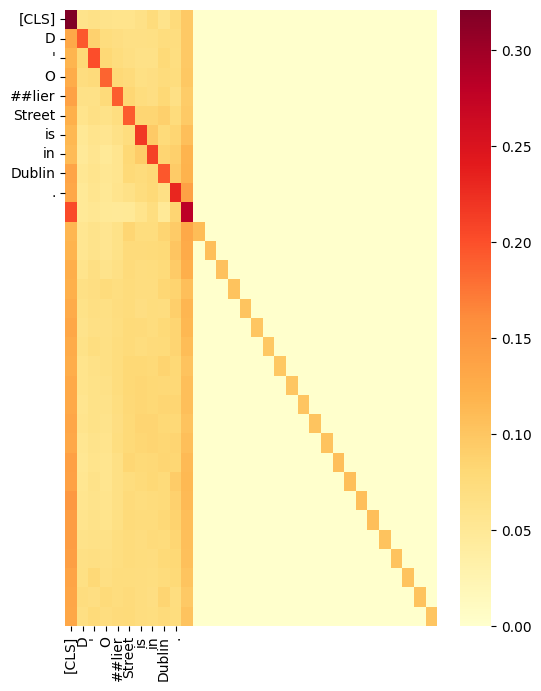 [CLS]
D
'
O
##lier
Street
is
in
Dublin
.
[CLS] D ' O ##lier Street is in Dublin .
0.30
0.25
0.20
0.15
0.10
0.05
0.00